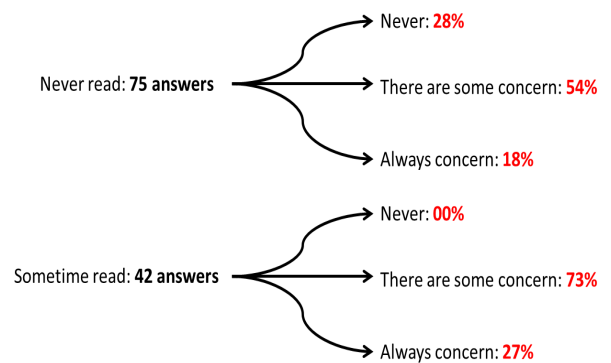 Never: 28%
Never read: 75 answers
There are some concern: 54%
Always concern: 18%
Never: 00%
Sometime read: 42 answers
There are some concern: 73%
Always concern: 27%